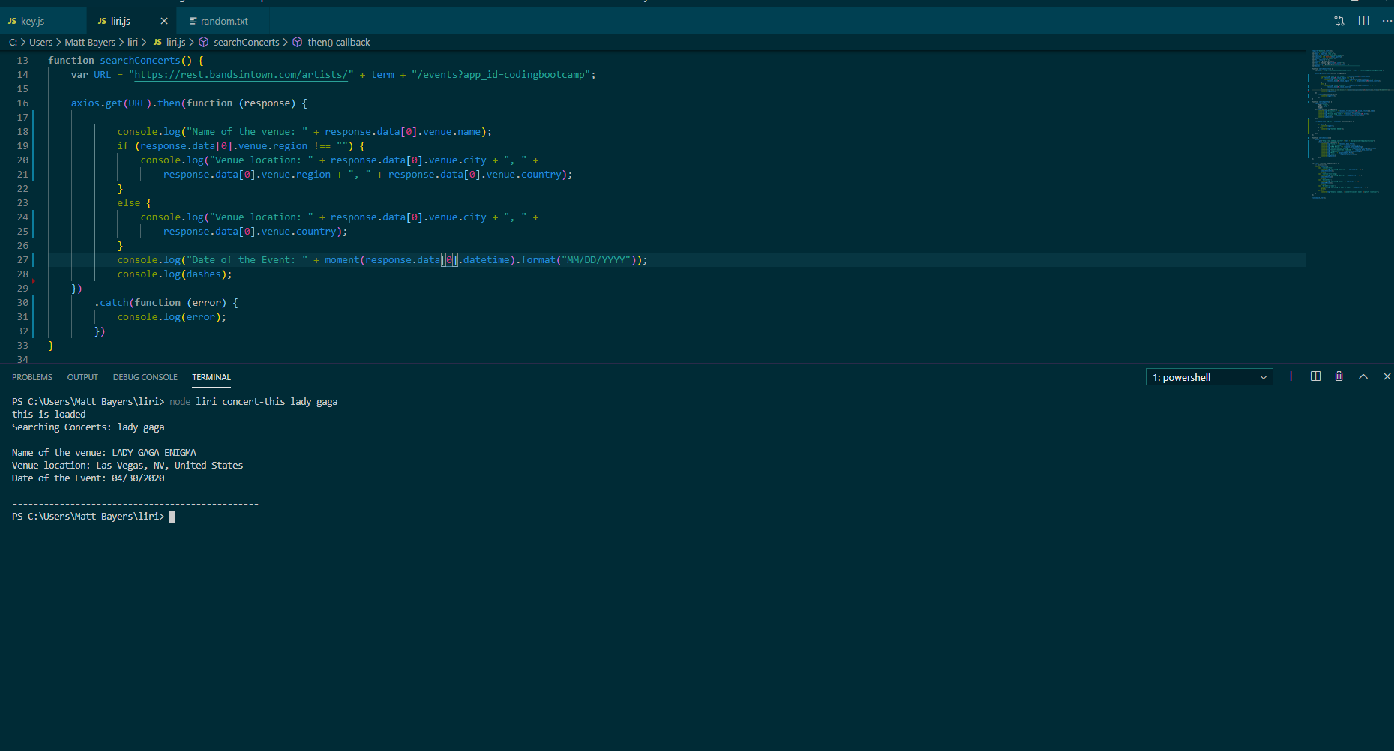 JS key.js JS liri.js × random.txt ...
C: > Users > Matt Bayers > liri > JS liri.js > searchConcerts > then() callback
13 function searchConcerts() {
14 var URL = "https://rest.bandsintown.com/artists/" + term + "/events?app_id=codingbootcamp";
15
16 axios.get(URL).then(function (response) {
17
18 console.log("Name of the venue: " + response.data[0].venue.name);
19 if (response.data[0].venue.region !== "") {
20 console.log("Venue location: " + response.data[0].venue.city + ", " +
21 response.data[0].venue.region + ", " + response.data[0].venue.country);
22 }
23 else {
24 console.log("Venue location: " + response.data[0].venue.city + ", " +
25 response.data[0].venue.country);
26 }
27 console.log("Date of the Event: " + moment(response.data[0].datetime).format("MM/DD/YYYY"));
28 console.log(dashes);
29 })
30 .catch(function (error) {
31 console.log(error);
32 })
33 }
34
PROBLEMS OUTPUT DEBUG CONSOLE TERMINAL 1: powershell
PS C:\Users\Matt Bayers\liri> node liri concert-this lady gaga
this is loaded
Searching Concerts: lady gaga
Name of the venue: LADY GAGA ENIGMA
Venue location: Las Vegas, NV, United States
Date of the Event: 04/30/2020
-----------------------------------------------
PS C:\Users\Matt Bayers\liri>